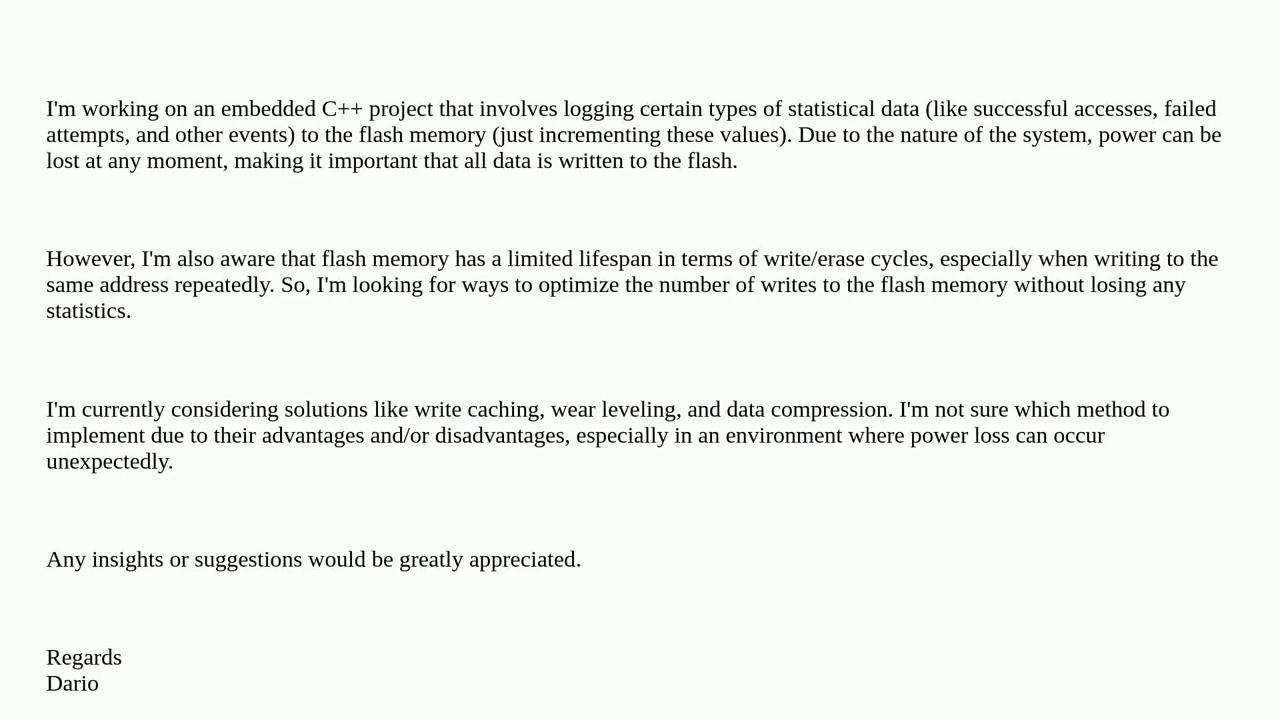 I'm working on an embedded C++ project that involves logging certain types of statistical data (like successful accesses, failed
attempts, and other events) to the flash memory (just incrementing these values). Due to the nature of the system, power can be
lost at any moment, making it important that all data is written to the flash.
However, I'm also aware that flash memory has a limited lifespan in terms of write/erase cycles, especially when writing to the
same address repeatedly. So, I'm looking for ways to optimize the number of writes to the flash memory without losing any
statistics.
I'm currently considering solutions like write caching, wear leveling, and data compression. I'm not sure which method to
implement due to their advantages and/or disadvantages, especially in an environment where power loss can occur
unexpectedly.
Any insights or suggestions would be greatly appreciated.
Regards
Dario